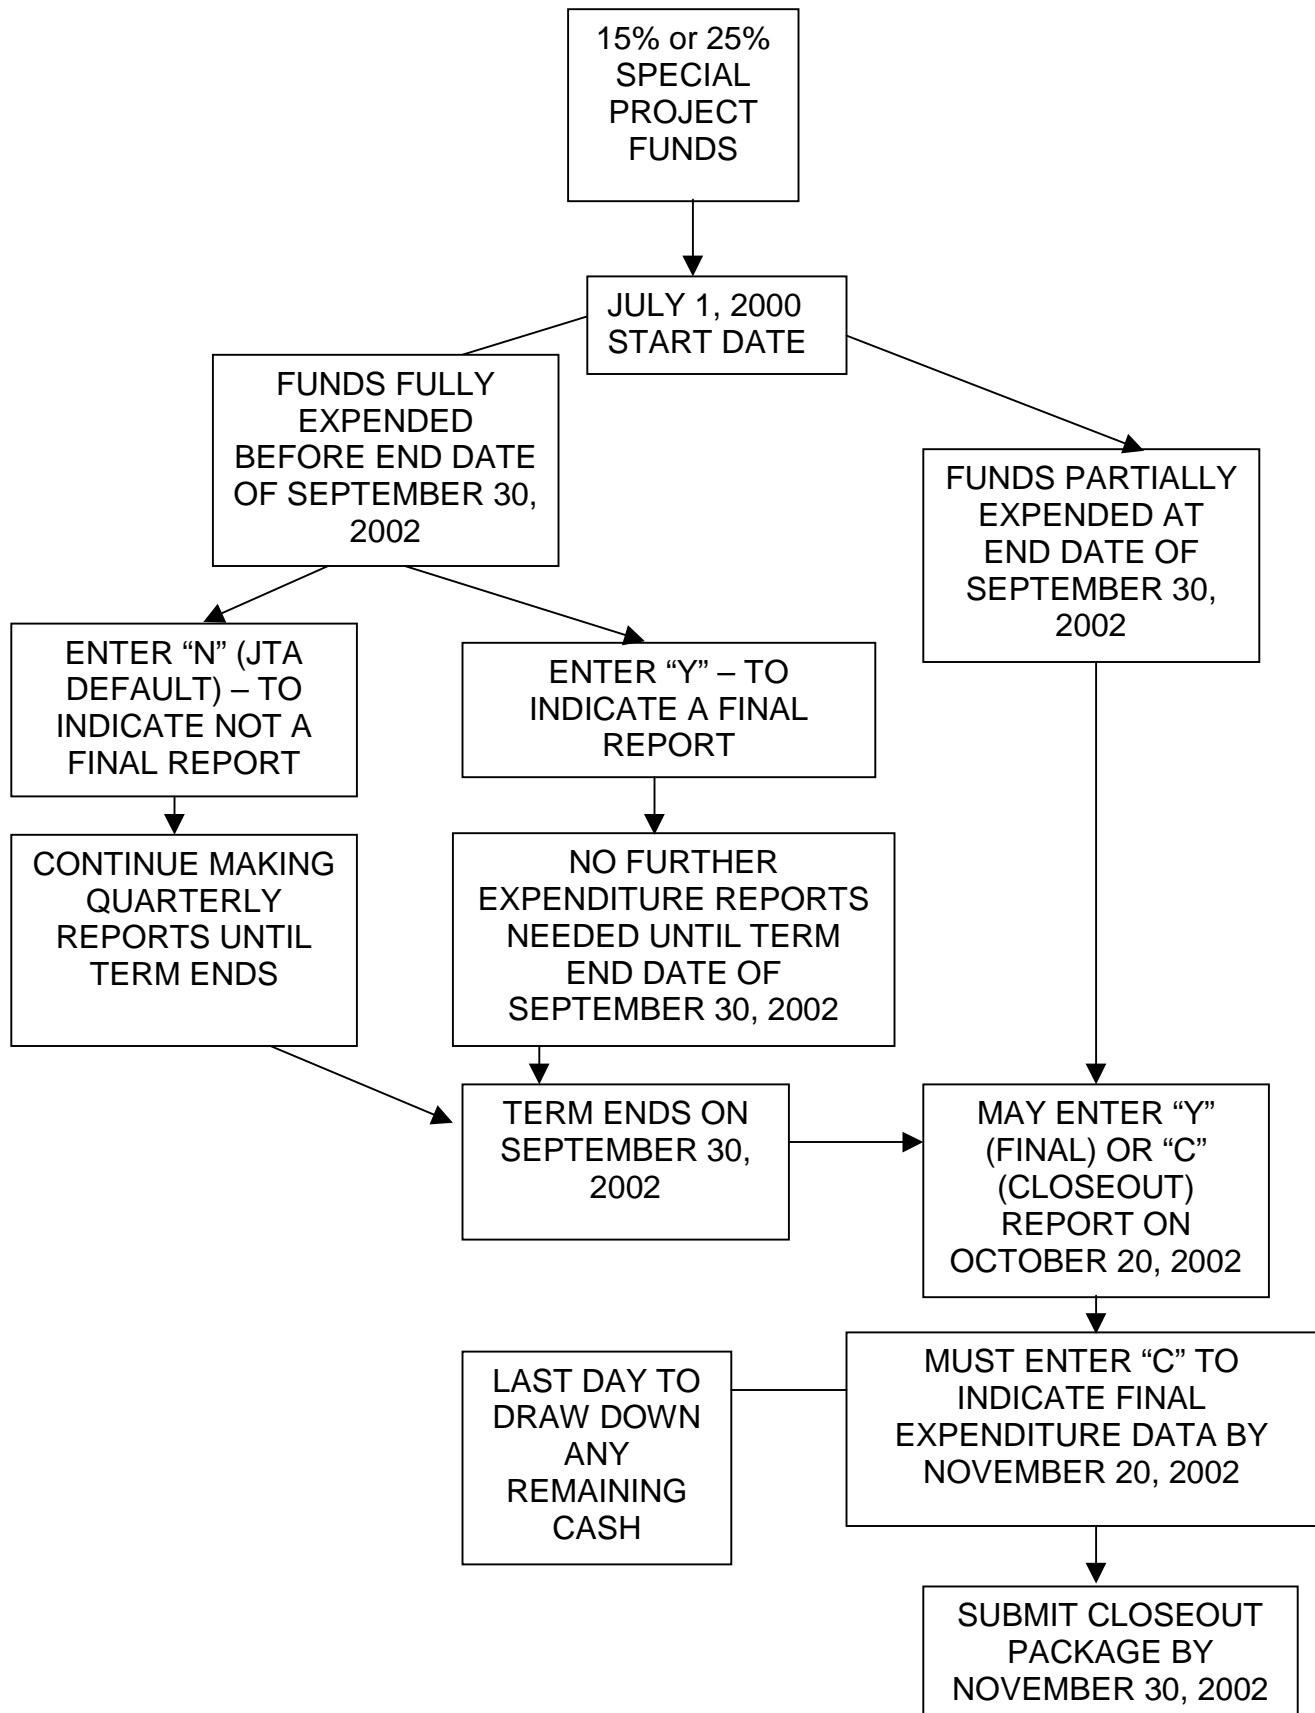 15% or 25%
SPECIAL
PROJECT
FUNDS
JULY 1, 2000
START DATE
FUNDS FULLY
EXPENDED
BEFORE END DATE
OF SEPTEMBER 30,
2002
FUNDS PARTIALLY
EXPENDED AT
END DATE OF
SEPTEMBER 30,
2002
ENTER “N” (JTA
DEFAULT) – TO
INDICATE NOT A
FINAL REPORT
ENTER “Y” – TO
INDICATE A FINAL
REPORT
CONTINUE MAKING
QUARTERLY
REPORTS UNTIL
TERM ENDS
NO FURTHER
EXPENDITURE REPORTS
NEEDED UNTIL TERM
END DATE OF
SEPTEMBER 30, 2002
TERM ENDS ON
SEPTEMBER 30,
2002
MAY ENTER “Y”
(FINAL) OR “C”
(CLOSEOUT)
REPORT ON
OCTOBER 20, 2002
LAST DAY TO
DRAW DOWN
ANY
REMAINING
CASH
MUST ENTER “C” TO
INDICATE FINAL
EXPENDITURE DATA BY
NOVEMBER 20, 2002
SUBMIT CLOSEOUT
PACKAGE BY
NOVEMBER 30, 2002